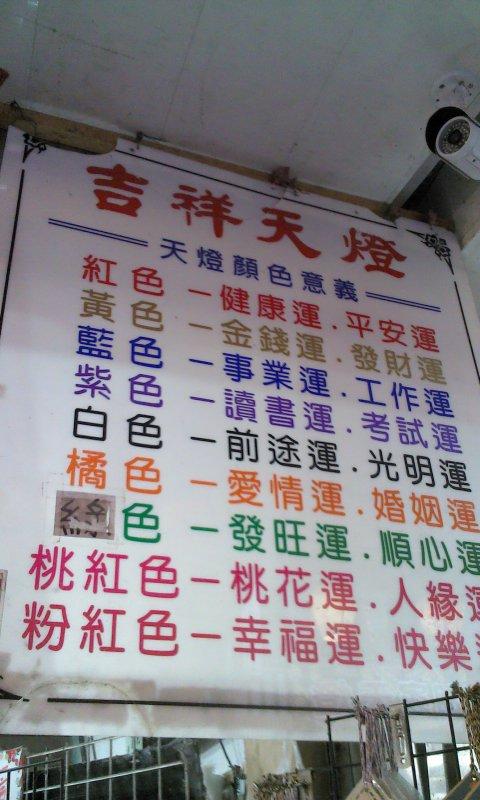 吉祥天燈
天燈顏色意義
紅色－健康運．平安運
黃色－金錢運．發財運
藍色－事業運．工作運
紫色－讀書運．考試運
白色－前途運．光明運
橘色－愛情運．婚姻運
綠色－發旺運．順心運
桃紅色－桃花運．人緣運
粉紅色－幸福運．快樂